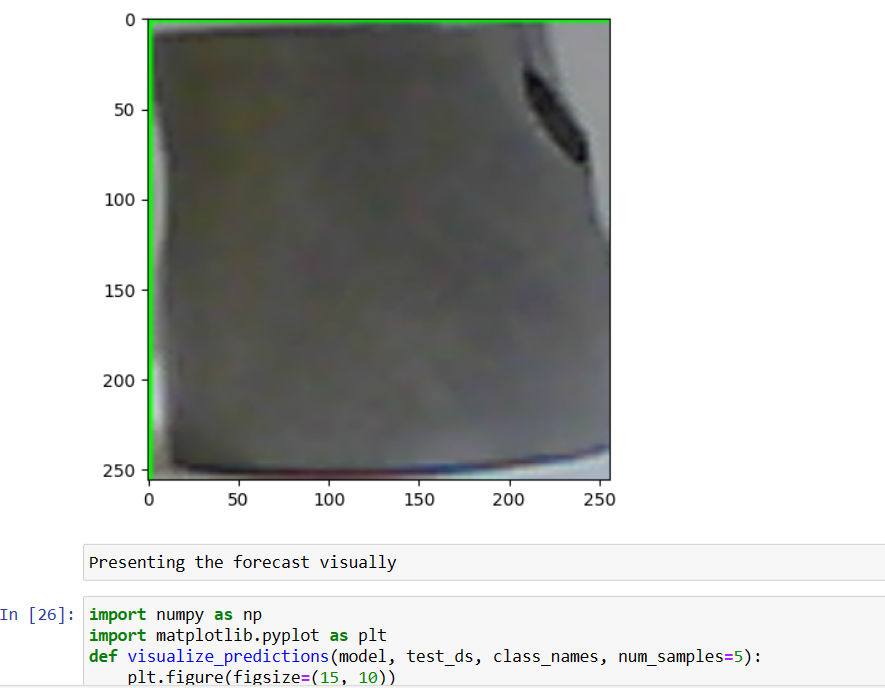 0
50
100
150
200
250
0 50 100 150 200 250
Presenting the forecast visually
In [26]: import numpy as np
import matplotlib.pyplot as plt
def visualize_predictions(model, test_ds, class_names, num_samples=5):
    plt.figure(figsize=(15, 10))